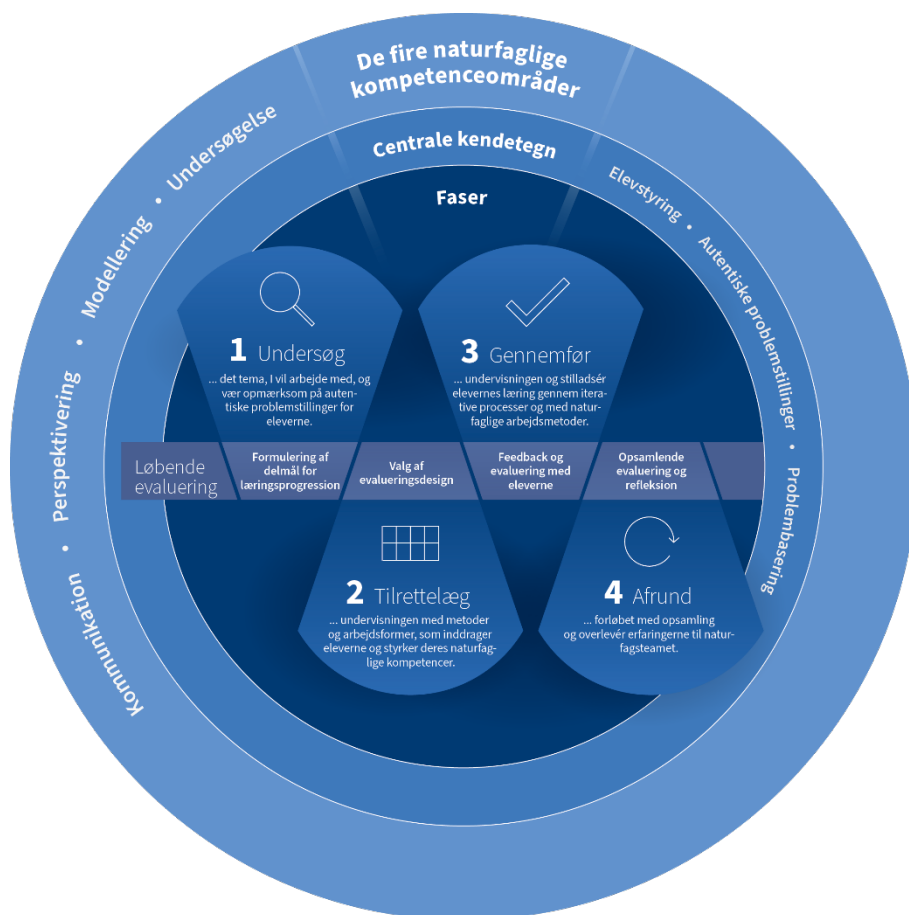 De fire naturfaglige
kompetenceområder
Centrale kendetegn
Faser
Kommunikation • Perspektivering • Modellering • Undersøgelse
Elevstyring • Autentiske problemstillinger • Problembasering
1 Undersøg
... det tema, I vil arbejde med, og
vær opmærksom på auten-
tiske problemstillinger for
eleverne.
3 Gennemfør
... undervisningen og stilladsér
elevernes læring gennem itera-
tive processer og med natur-
faglige arbejdsmetoder.
Løbende
evaluering
Formulering af
delmål for
læringsprogression
Valg af
evalueringsdesign
Feedback og
evaluering med
eleverne
Opsamlende
evaluering og
refleksion
2 Tilrettelæg
... undervisningen med metoder
og arbejdsformer, som inddrager
eleverne og styrker deres naturfag-
lige kompetencer.
4 Afrund
... forløbet med opsamling
og overlevér erfaringerne til natur-
fagsteamet.